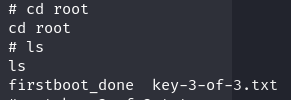 # cd root
cd root
# ls
ls
firstboot_done  key-3-of-3.txt